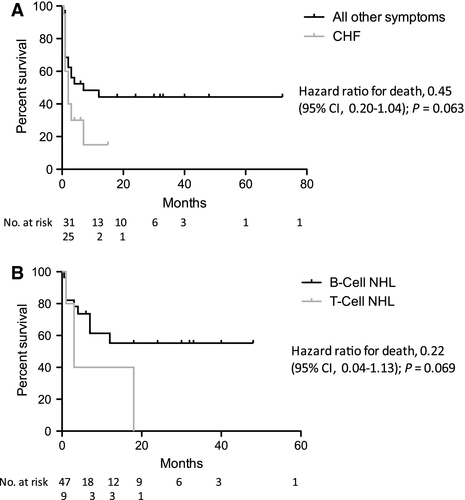 A
Percent survival
100
80
60
40
20
0
0 20 40 60 80
Months
All other symptoms
CHF
Hazard ratio for death, 0.45
(95% CI, 0.20-1.04); P = 0.063
No. at risk 31 13 10 6 3 1 1
25 2 1
B
Percent survival
100
80
60
40
20
0
0 20 40 60
Months
B-Cell NHL
T-Cell NHL
Hazard ratio for death, 0.22
(95% CI, 0.04-1.13); P = 0.069
No. at risk 47 18 12 9 6 3 1
9 3 3 1